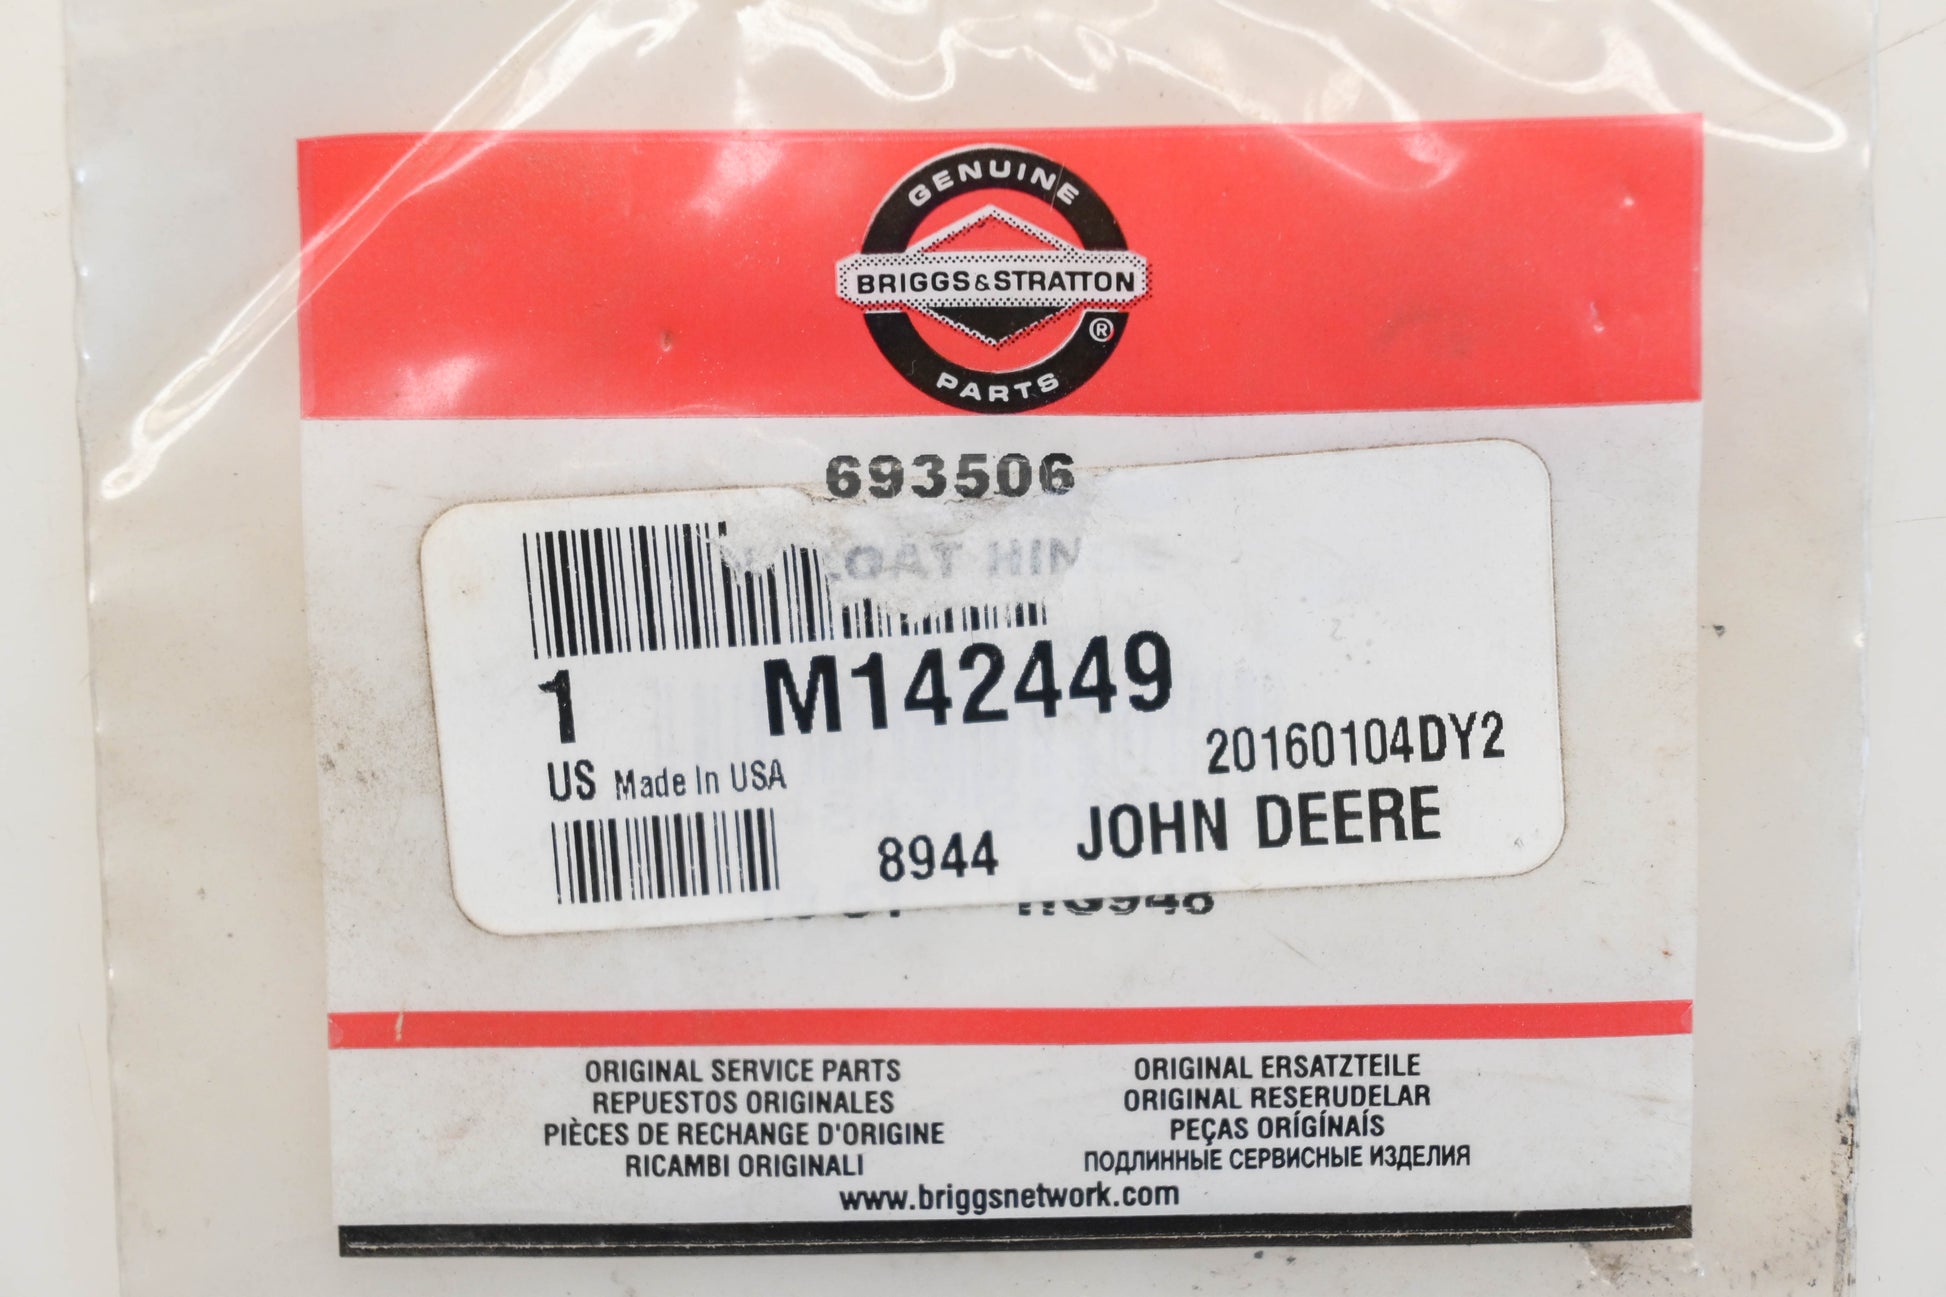 GENUINE
BRIGGS&STRATTON
®
PARTS
693506
1 M142449
20160104DY2
US Made In USA
8944 JOHN DEERE
ORIGINAL SERVICE PARTS
REPUESTOS ORIGINALES
PIÈCES DE RECHANGE D'ORIGINE
RICAMBI ORIGINALI
ORIGINAL ERSATZTEILE
ORIGINAL RESERUDELAR
PEÇAS ORÍGÍNAÍS
ПОДЛИННЫЕ СЕРВИСНЫЕ ИЗДЕЛИЯ
www.briggsnetwork.com